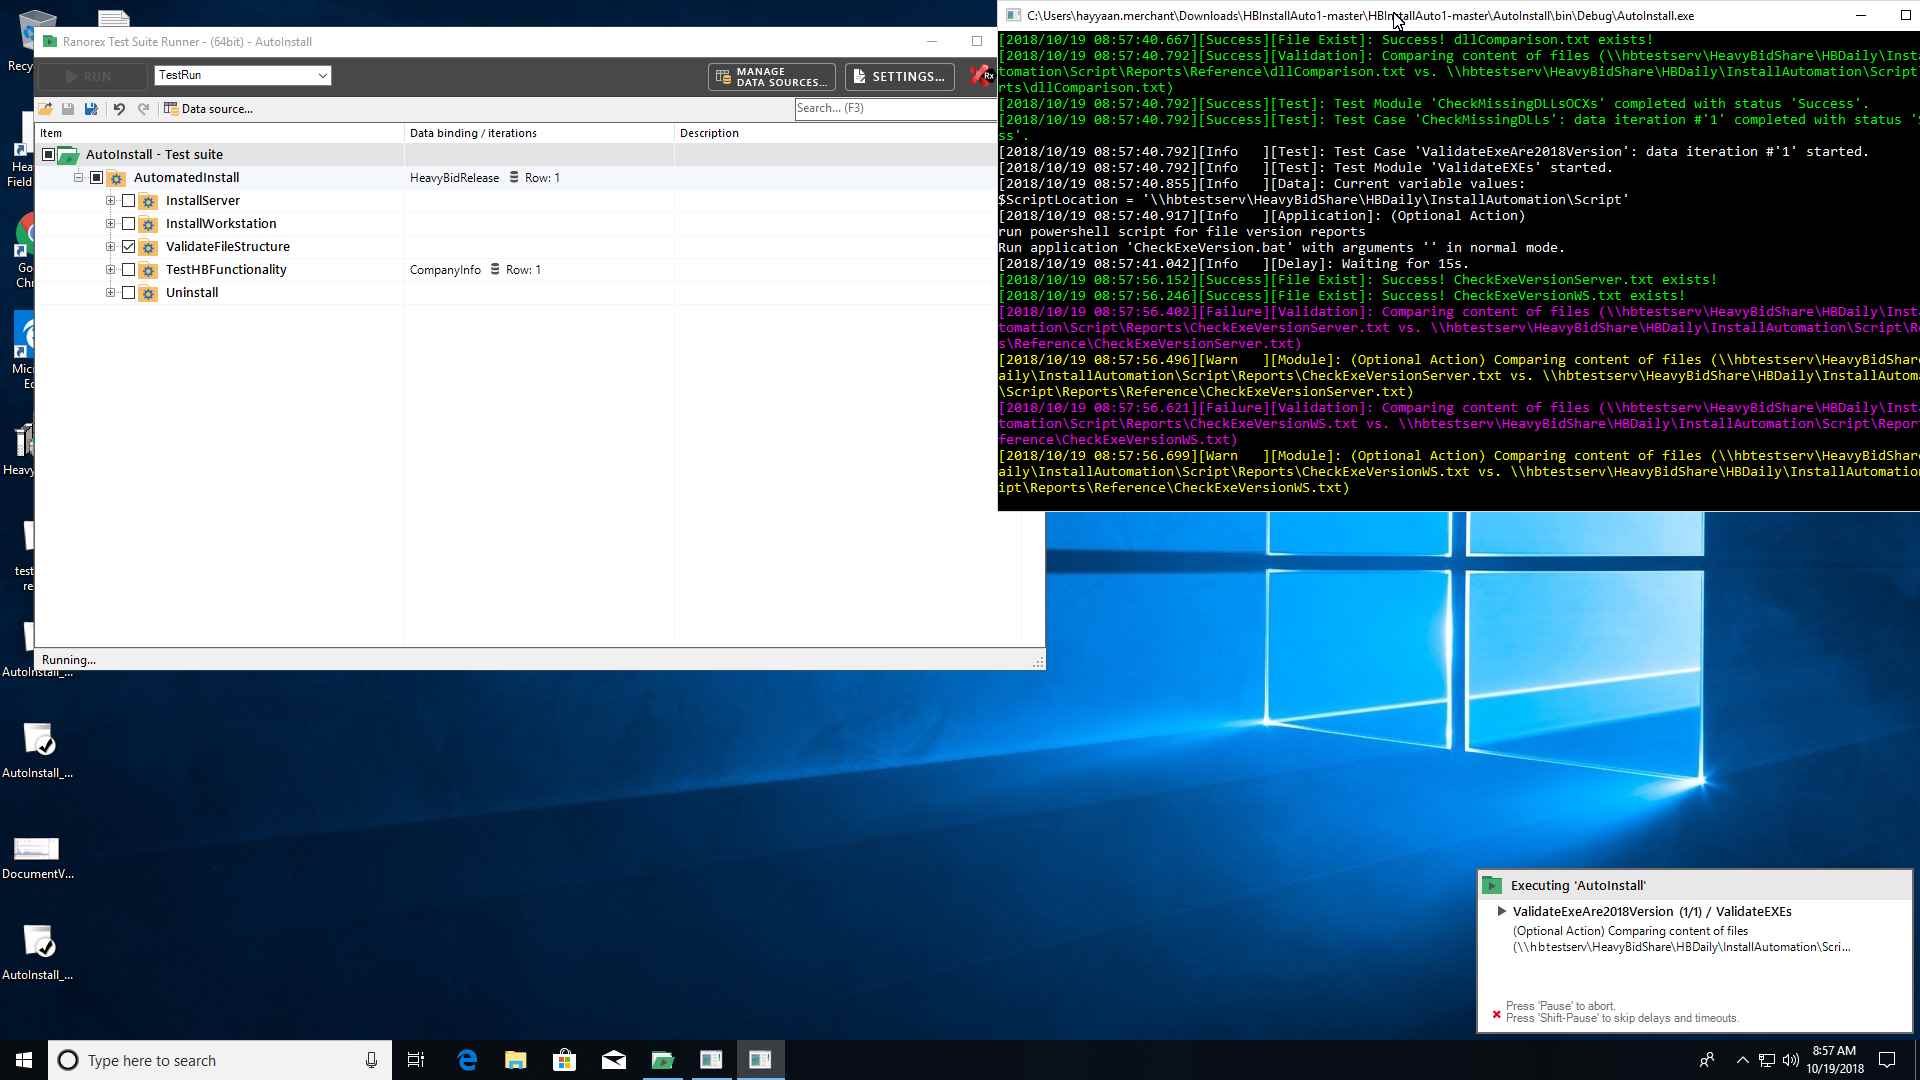 Recy
Hea
Field
Go
Chr
Mic
Ec
Heavy
test
re
AutoInstall_...
AutoInstall_...
DocumentV...
AutoInstall_...
Ranorex Test Suite Runner - (64bit) - AutoInstall
RUN
TestRun
MANAGE
DATA SOURCES...
SETTINGS...
Rx
Data source...
Search... (F3)
Item Data binding / iterations Description
AutoInstall - Test suite
AutomatedInstall HeavyBidRelease Row: 1
InstallServer
InstallWorkstation
ValidateFileStructure
TestHBFunctionality CompanyInfo Row: 1
Uninstall
Running...
C:\Users\hayyaan.merchant\Downloads\HBInstallAuto1-master\HBInstallAuto1-master\AutoInstall\bin\Debug\AutoInstall.exe
[2018/10/19 08:57:40.667][Success][File Exist]: Success! dllComparison.txt exists!
[2018/10/19 08:57:40.792][Success][Validation]: Comparing content of files (\\hbtestserv\HeavyBidShare\HBDaily\Inst
tomation\Script\Reports\Reference\dllComparison.txt vs. \\hbtestserv\HeavyBidShare\HBDaily\InstallAutomation\Script
rts\dllComparison.txt)
[2018/10/19 08:57:40.792][Success][Test]: Test Module 'CheckMissingDLLsOCXs' completed with status 'Success'.
[2018/10/19 08:57:40.792][Success][Test]: Test Case 'CheckMissingDLLs': data iteration #'1' completed with status 'S
ss'.
[2018/10/19 08:57:40.792][Info   ][Test]: Test Case 'ValidateExeAre2018Version': data iteration #'1' started.
[2018/10/19 08:57:40.792][Info   ][Test]: Test Module 'ValidateEXEs' started.
[2018/10/19 08:57:40.855][Info   ][Data]: Current variable values:
$ScriptLocation = '\\hbtestserv\HeavyBidShare\HBDaily\InstallAutomation\Script'
[2018/10/19 08:57:40.917][Info   ][Application]: (Optional Action)
run powershell script for file version reports
Run application 'CheckExeVersion.bat' with arguments '' in normal mode.
[2018/10/19 08:57:41.042][Info   ][Delay]: Waiting for 15s.
[2018/10/19 08:57:56.152][Success][File Exist]: Success! CheckExeVersionServer.txt exists!
[2018/10/19 08:57:56.246][Success][File Exist]: Success! CheckExeVersionWS.txt exists!
[2018/10/19 08:57:56.402][Failure][Validation]: Comparing content of files (\\hbtestserv\HeavyBidShare\HBDaily\Inst
tomation\Script\Reports\CheckExeVersionServer.txt vs. \\hbtestserv\HeavyBidShare\HBDaily\InstallAutomation\Script\R
s\Reference\CheckExeVersionServer.txt)
[2018/10/19 08:57:56.496][Warn   ][Module]: (Optional Action) Comparing content of files (\\hbtestserv\HeavyBidShare
aily\InstallAutomation\Script\Reports\CheckExeVersionServer.txt vs. \\hbtestserv\HeavyBidShare\HBDaily\InstallAutoma
\Script\Reports\Reference\CheckExeVersionServer.txt)
[2018/10/19 08:57:56.621][Failure][Validation]: Comparing content of files (\\hbtestserv\HeavyBidShare\HBDaily\Inst
tomation\Script\Reports\CheckExeVersionWS.txt vs. \\hbtestserv\HeavyBidShare\HBDaily\InstallAutomation\Script\Repor
ference\CheckExeVersionWS.txt)
[2018/10/19 08:57:56.699][Warn   ][Module]: (Optional Action) Comparing content of files (\\hbtestserv\HeavyBidShare
aily\InstallAutomation\Script\Reports\CheckExeVersionWS.txt vs. \\hbtestserv\HeavyBidShare\HBDaily\InstallAutomation
ipt\Reports\Reference\CheckExeVersionWS.txt)
Executing 'AutoInstall'
ValidateExeAre2018Version (1/1) / ValidateEXEs
(Optional Action) Comparing content of files
(\\hbtestserv\HeavyBidShare\HBDaily\InstallAutomation\Scri...
Press 'Pause' to abort.
Press 'Shift-Pause' to skip delays and timeouts.
Type here to search
8:57 AM
10/19/2018